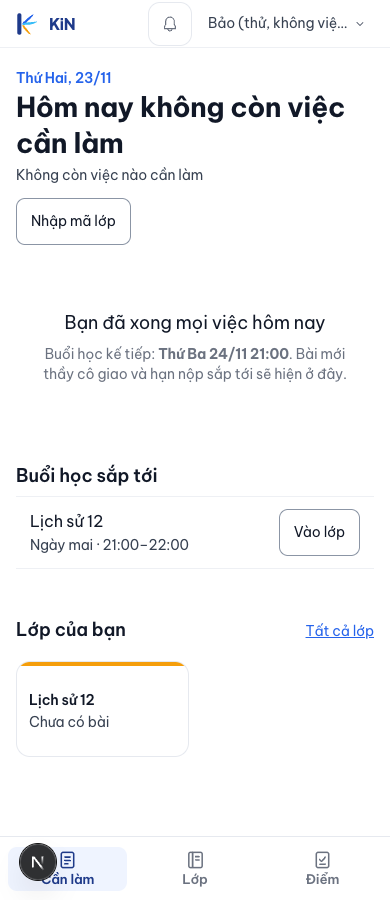 KiN
Bảo (thử, không việ...
Thứ Hai, 23/11
Hôm nay không còn việc
cần làm
Không còn việc nào cần làm
Nhập mã lớp
Bạn đã xong mọi việc hôm nay
Buổi học kế tiếp: Thứ Ba 24/11 21:00. Bài mới
thầy cô giao và hạn nộp sắp tới sẽ hiện ở đây.
Buổi học sắp tới
Lịch sử 12
Ngày mai · 21:00–22:00
Vào lớp
Lớp của bạn
Tất cả lớp
Lịch sử 12
Chưa có bài
N
Cần làm
Lớp
Điểm